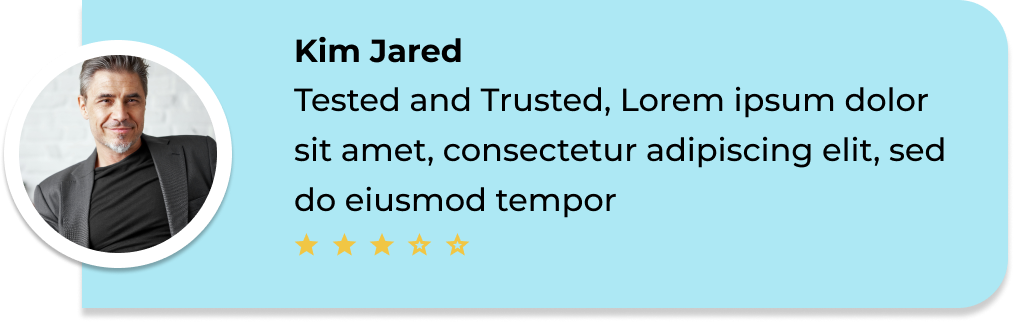 Kim Jared
Tested and Trusted, Lorem ipsum dolor
sit amet, consectetur adipiscing elit, sed
do eiusmod tempor